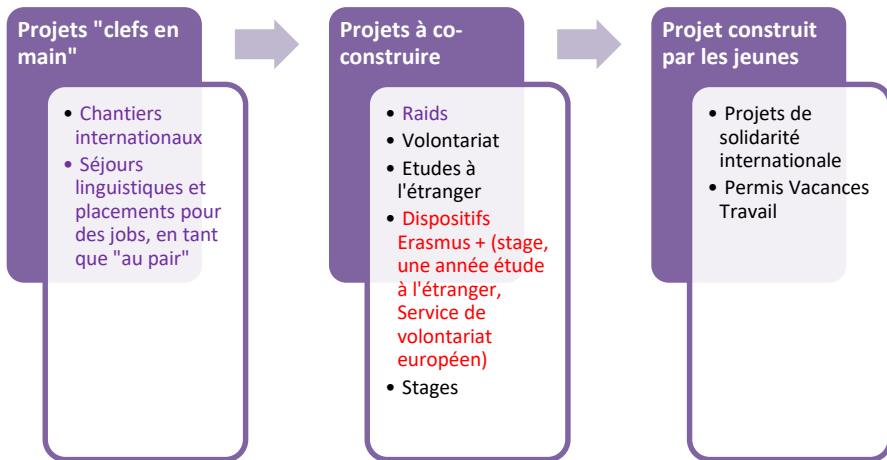 Projets "clefs en
main"
• Chantiers
internationaux
• Séjours
linguistiques et
placements pour
des jobs, en tant
que "au pair"
Projets à co-
construire
• Raids
• Volontariat
• Etudes à
l'étranger
• Dispositifs
Erasmus + (stage,
une année étude
à l'étranger,
Service de
volontariat
européen)
• Stages
Projet construit
par les jeunes
• Projets de
solidarité
internationale
• Permis Vacances
Travail